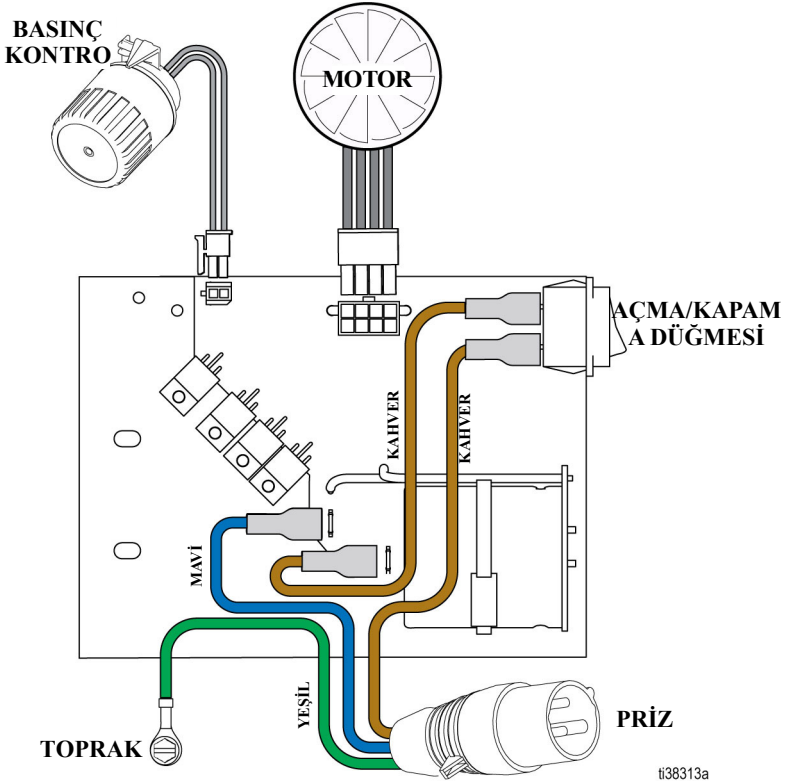 BASINÇ
KONTRO
MOTOR
AÇMA/KAPAM
A DÜĞMESİ
KAHVER
KAHVER
MAVİ
YEŞİL
TOPRAK
PRİZ
ti38313a